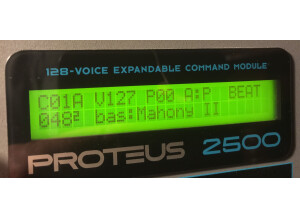 128-VOICE EXPANDABLE COMMAND MODULE
C01A V127 P00 A:P BEAT
048² bas:Mahony II
PROTEUS 2500